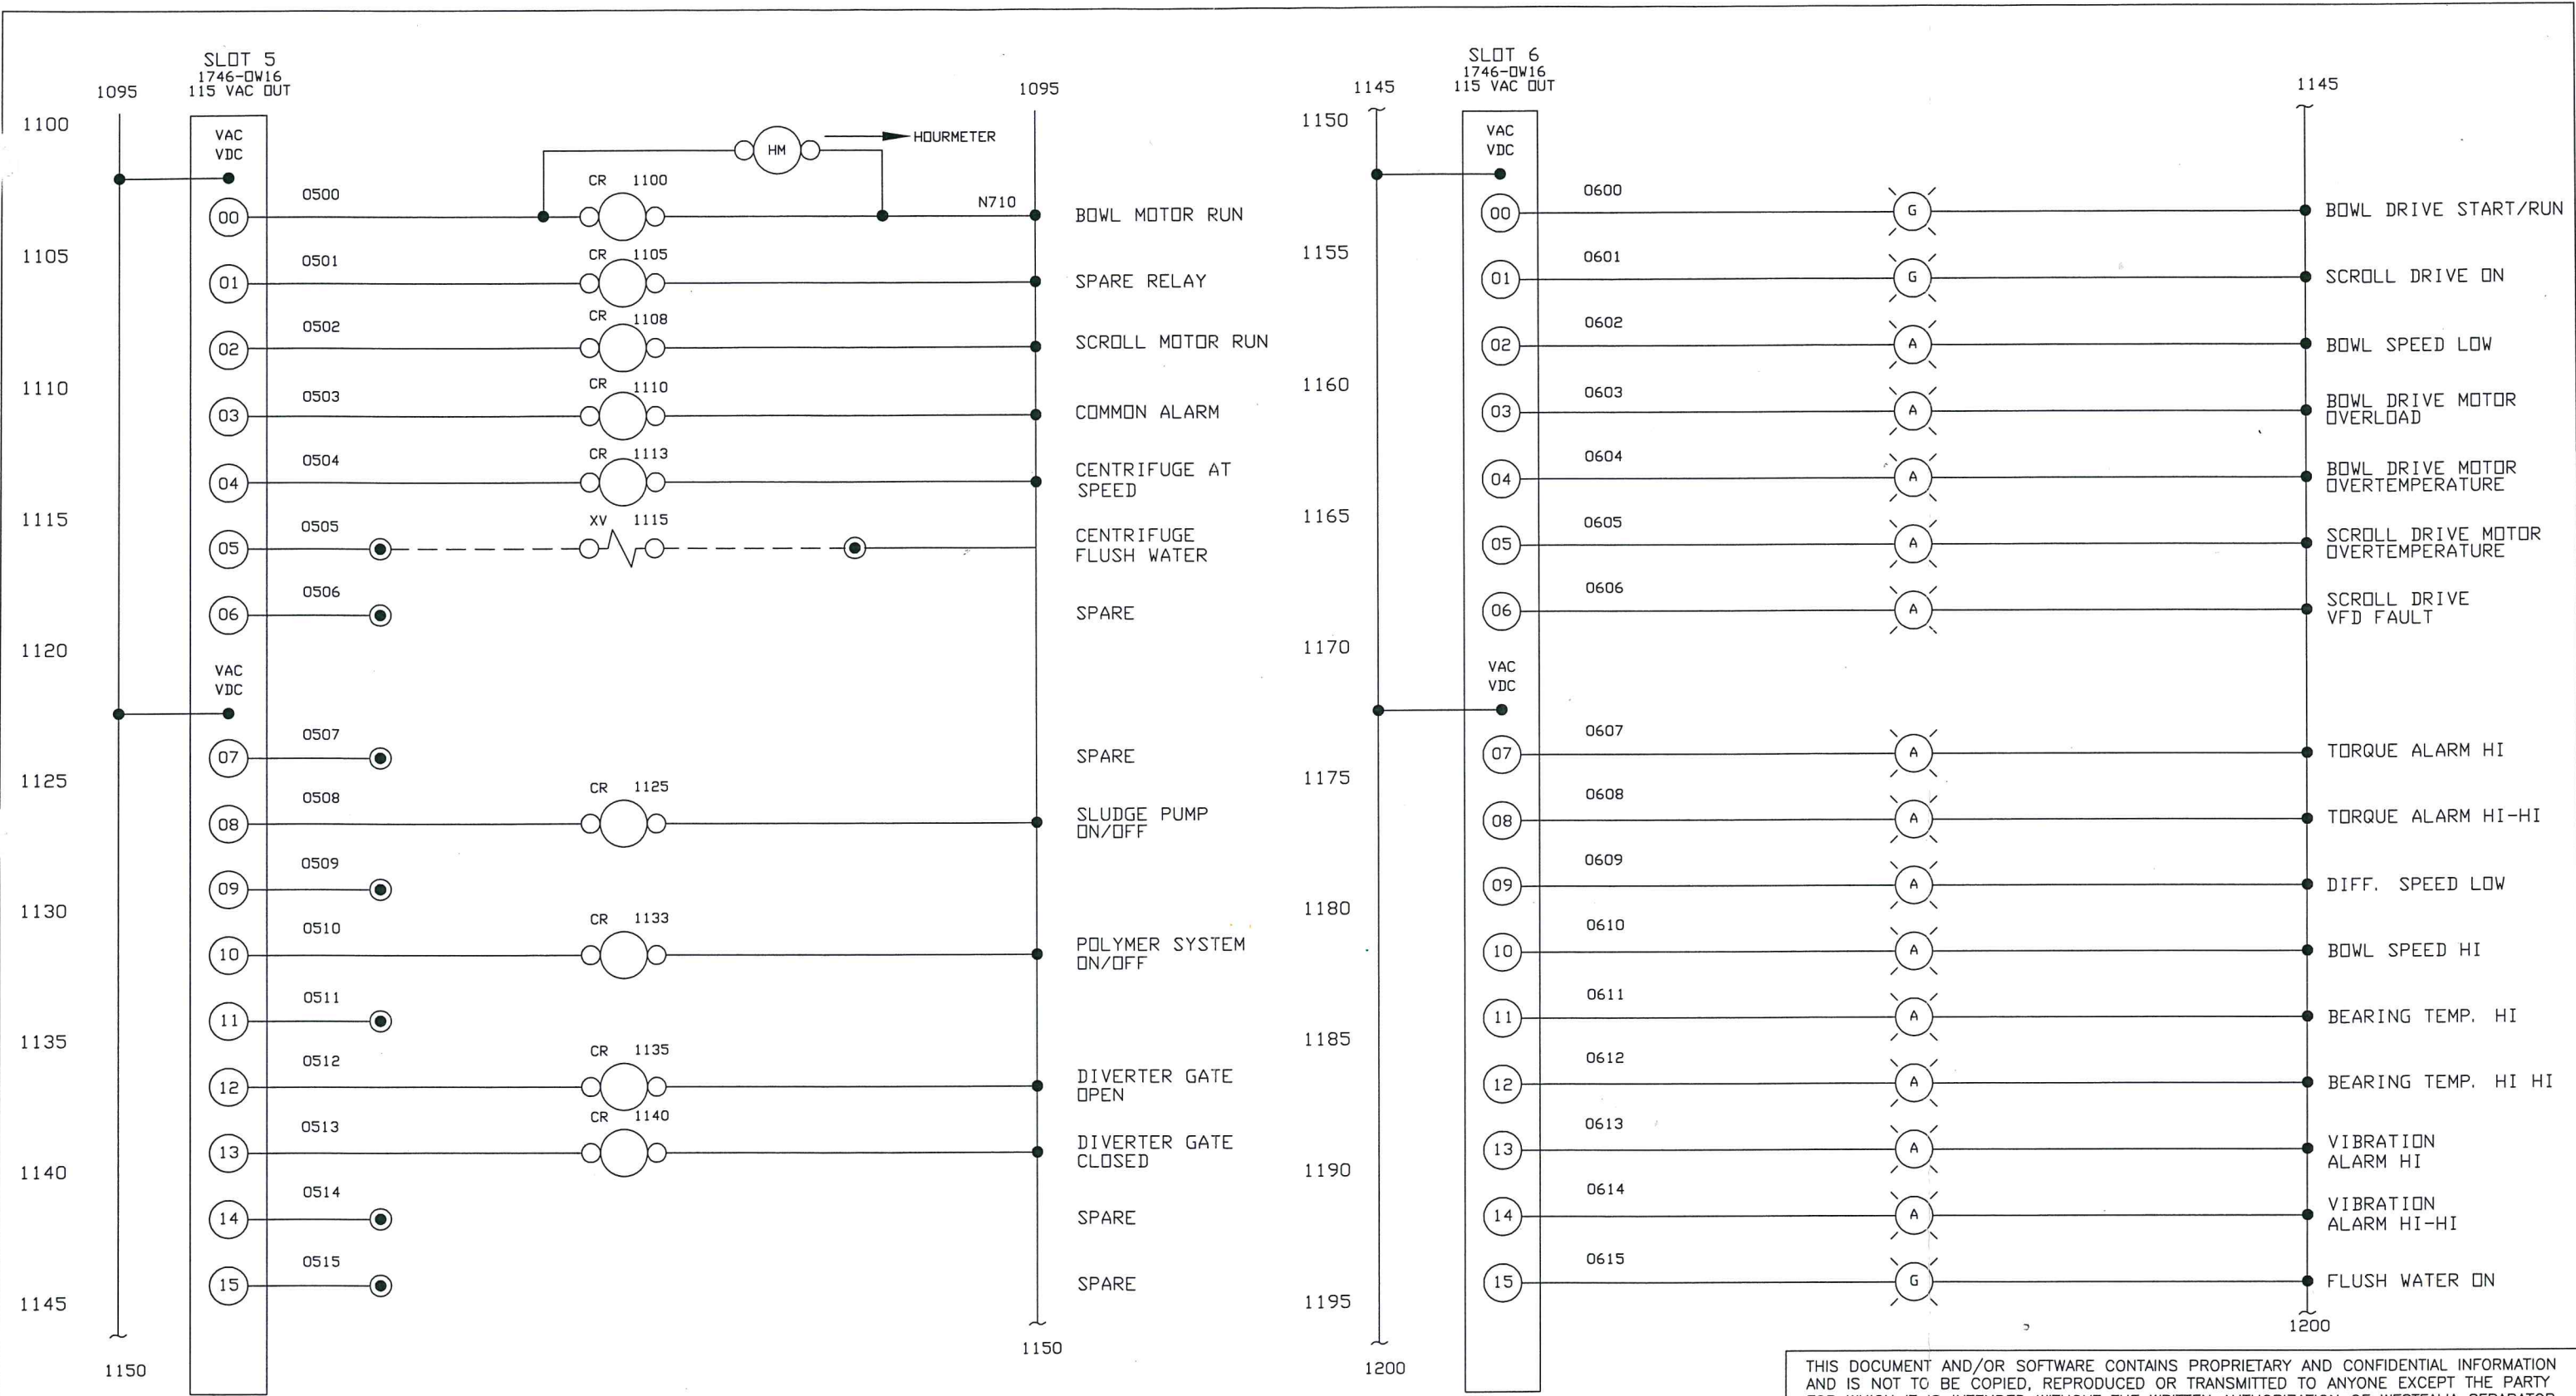 SLOT 5
1746-OW16
115 VAC OUT
1095
1095
1100
VAC
VDC
HM
HOURMETER
0500
CR 1100
N710
00
BOWL MOTOR RUN
1105
0501
CR 1105
01
SPARE RELAY
0502
CR 1108
02
SCROLL MOTOR RUN
1110
0503
CR 1110
03
COMMON ALARM
0504
CR 1113
04
CENTRIFUGE AT
SPEED
1115
0505
XV 1115
05
CENTRIFUGE
FLUSH WATER
0506
06
SPARE
1120
VAC
VDC
0507
07
SPARE
1125
0508
CR 1125
08
SLUDGE PUMP
ON/OFF
0509
09
1130
0510
CR 1133
10
POLYMER SYSTEM
ON/OFF
0511
11
1135
0512
CR 1135
12
DIVERTER GATE
OPEN
0513
CR 1140
13
DIVERTER GATE
CLOSED
1140
0514
14
SPARE
0515
15
SPARE
1145
1150
1150
SLOT 6
1746-OW16
115 VAC OUT
1145
1145
1150
VAC
VDC
0600
00
G
BOWL DRIVE START/RUN
1155
0601
01
G
SCROLL DRIVE ON
0602
02
A
BOWL SPEED LOW
1160
0603
03
A
BOWL DRIVE MOTOR
OVERLOAD
0604
04
A
BOWL DRIVE MOTOR
OVERTEMPERATURE
1165
0605
05
A
SCROLL DRIVE MOTOR
OVERTEMPERATURE
0606
06
A
SCROLL DRIVE
VFD FAULT
1170
VAC
VDC
0607
07
A
TORQUE ALARM HI
1175
0608
08
A
TORQUE ALARM HI-HI
0609
09
A
DIFF. SPEED LOW
1180
0610
10
A
BOWL SPEED HI
0611
11
A
BEARING TEMP. HI
1185
0612
12
A
BEARING TEMP. HI HI
0613
13
A
VIBRATION
ALARM HI
1190
0614
14
A
VIBRATION
ALARM HI-HI
0615
15
G
FLUSH WATER ON
1195
1200
1200
THIS DOCUMENT AND/OR SOFTWARE CONTAINS PROPRIETARY AND CONFIDENTIAL INFORMATION
AND IS NOT TO BE COPIED, REPRODUCED OR TRANSMITTED TO ANYONE EXCEPT THE PARTY
FOR WHICH IT IS INTENDED WITHOUT THE WRITTEN AUTHORIZATION OF WESTFALIA SEPARATOR